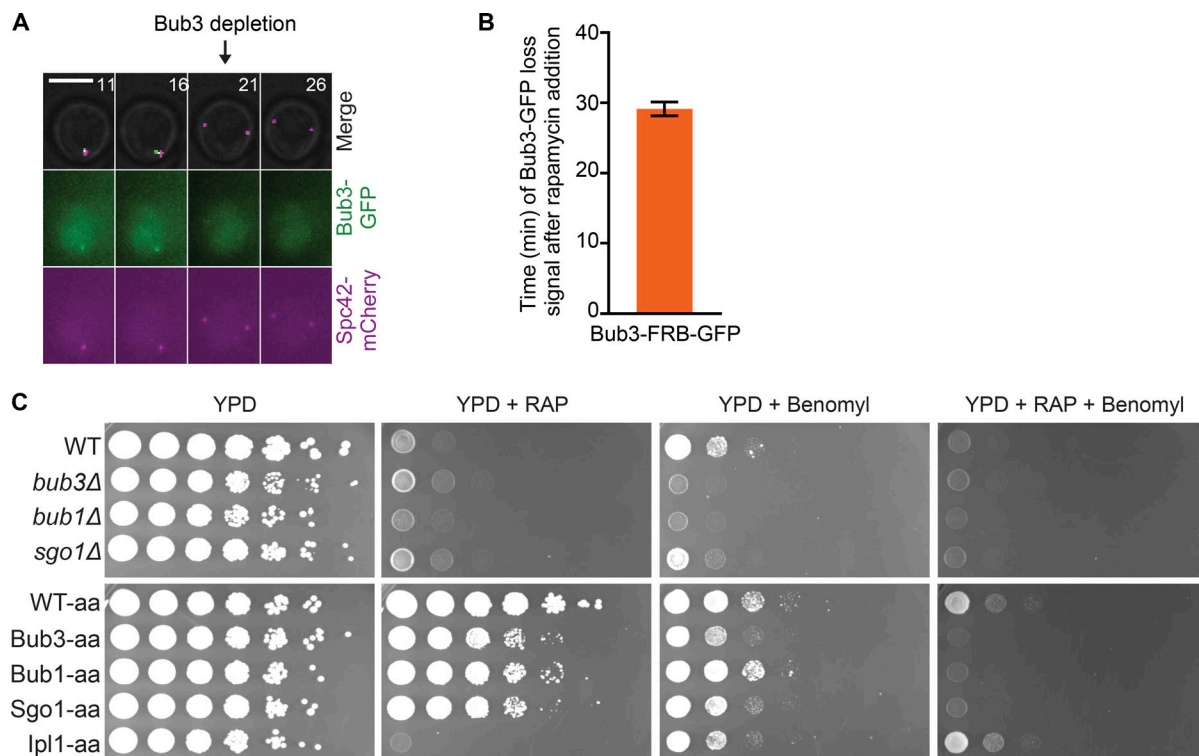 A
Bub3 depletion
11
16
21
26
Merge
Bub3-
GFP
Spc42-
mCherry
B
Time (min) of Bub3-GFP loss
signal after rapamycin addition
40
30
20
10
0
Bub3-FRB-GFP
C
YPD
YPD + RAP
YPD + Benomyl
YPD + RAP + Benomyl
WT
bub3Δ
bub1Δ
sgo1Δ
WT-aa
Bub3-aa
Bub1-aa
Sgo1-aa
Ipl1-aa